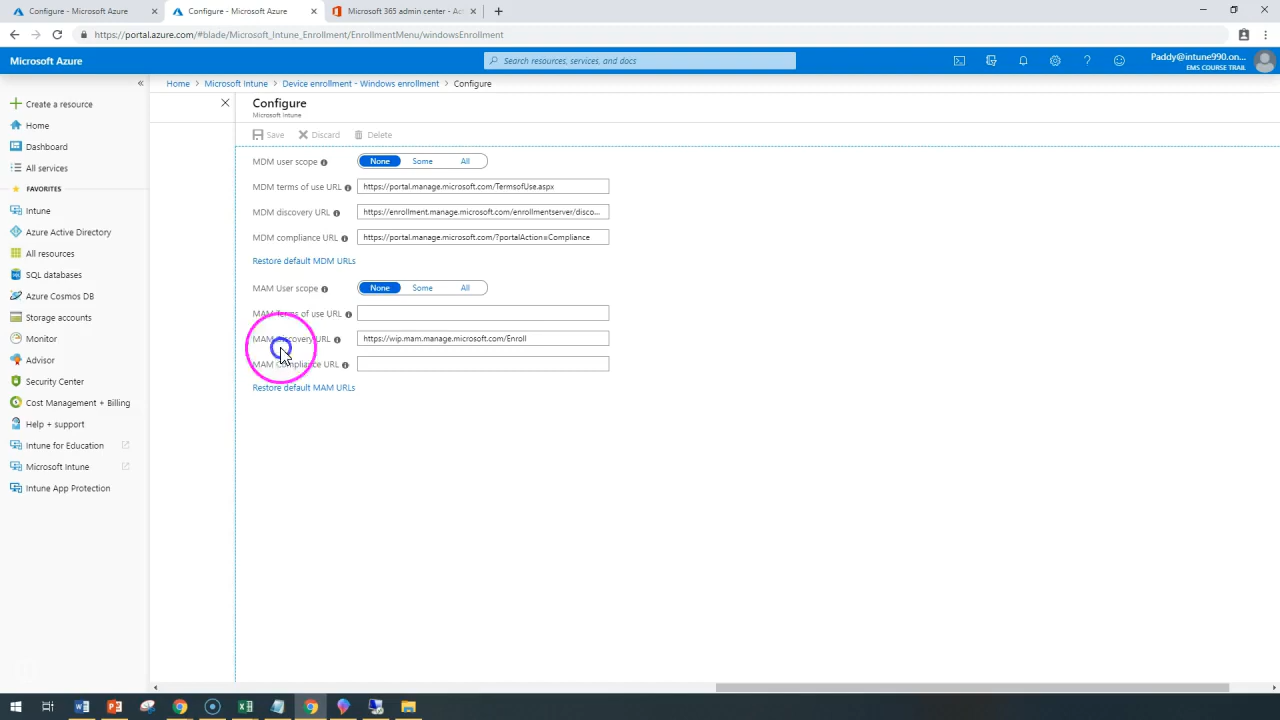 Configure - Microsoft Azure
Configure - Microsoft Azure
Microsoft 365 admin center - Ac
https://portal.azure.com/#blade/Microsoft_Intune_Enrollment/EnrollmentMenu/windowsEnrollment
Microsoft Azure
Search resources, services, and docs
Paddy@intune990.on...
EMS COURSE TRAIL
Home > Microsoft Intune > Device enrollment - Windows enrollment > Configure
Create a resource
Home
Dashboard
All services
FAVORITES
Intune
Azure Active Directory
All resources
SQL databases
Azure Cosmos DB
Storage accounts
Monitor
Advisor
Security Center
Cost Management + Billing
Help + support
Intune for Education
Microsoft Intune
Intune App Protection
Configure
Microsoft Intune
Save Discard Delete
MDM user scope None Some All
MDM terms of use URL https://portal.manage.microsoft.com/TermsofUse.aspx
MDM discovery URL https://enrollment.manage.microsoft.com/enrollmentserver/disco...
MDM compliance URL https://portal.manage.microsoft.com/?portalAction=Compliance
Restore default MDM URLs
MAM User scope None Some All
MAM Terms of use URL
MAM Discovery URL https://wip.mam.manage.microsoft.com/Enroll
MAM Compliance URL
Restore default MAM URLs